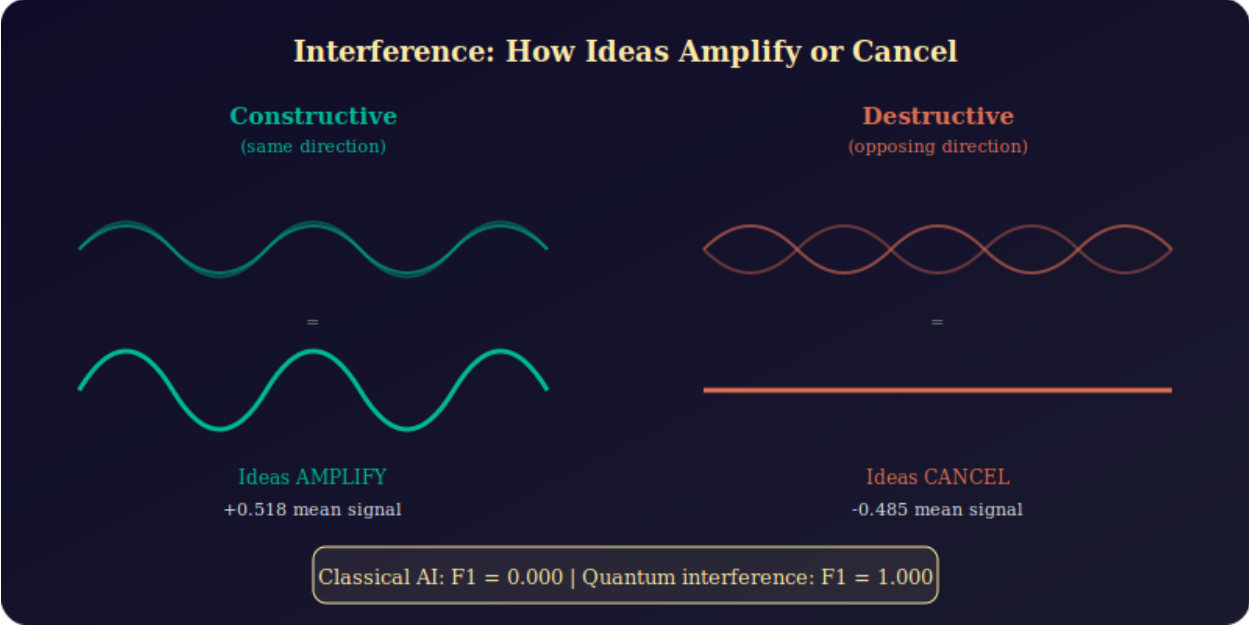 Interference: How Ideas Amplify or Cancel
Constructive
(same direction)
Destructive
(opposing direction)
=
=
Ideas AMPLIFY
+0.518 mean signal
Ideas CANCEL
-0.485 mean signal
Classical AI: F1 = 0.000 | Quantum interference: F1 = 1.000